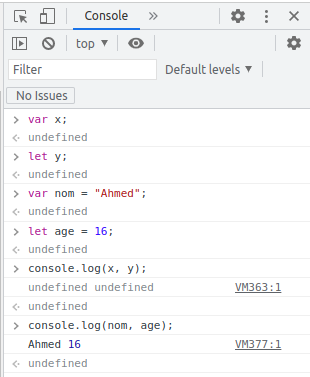 Console
top
Filter
Default levels
No Issues
var x;
undefined
let y;
undefined
var nom = "Ahmed";
undefined
let age = 16;
undefined
console.log(x, y);
undefined undefined VM363:1
undefined
console.log(nom, age);
Ahmed 16 VM377:1
undefined